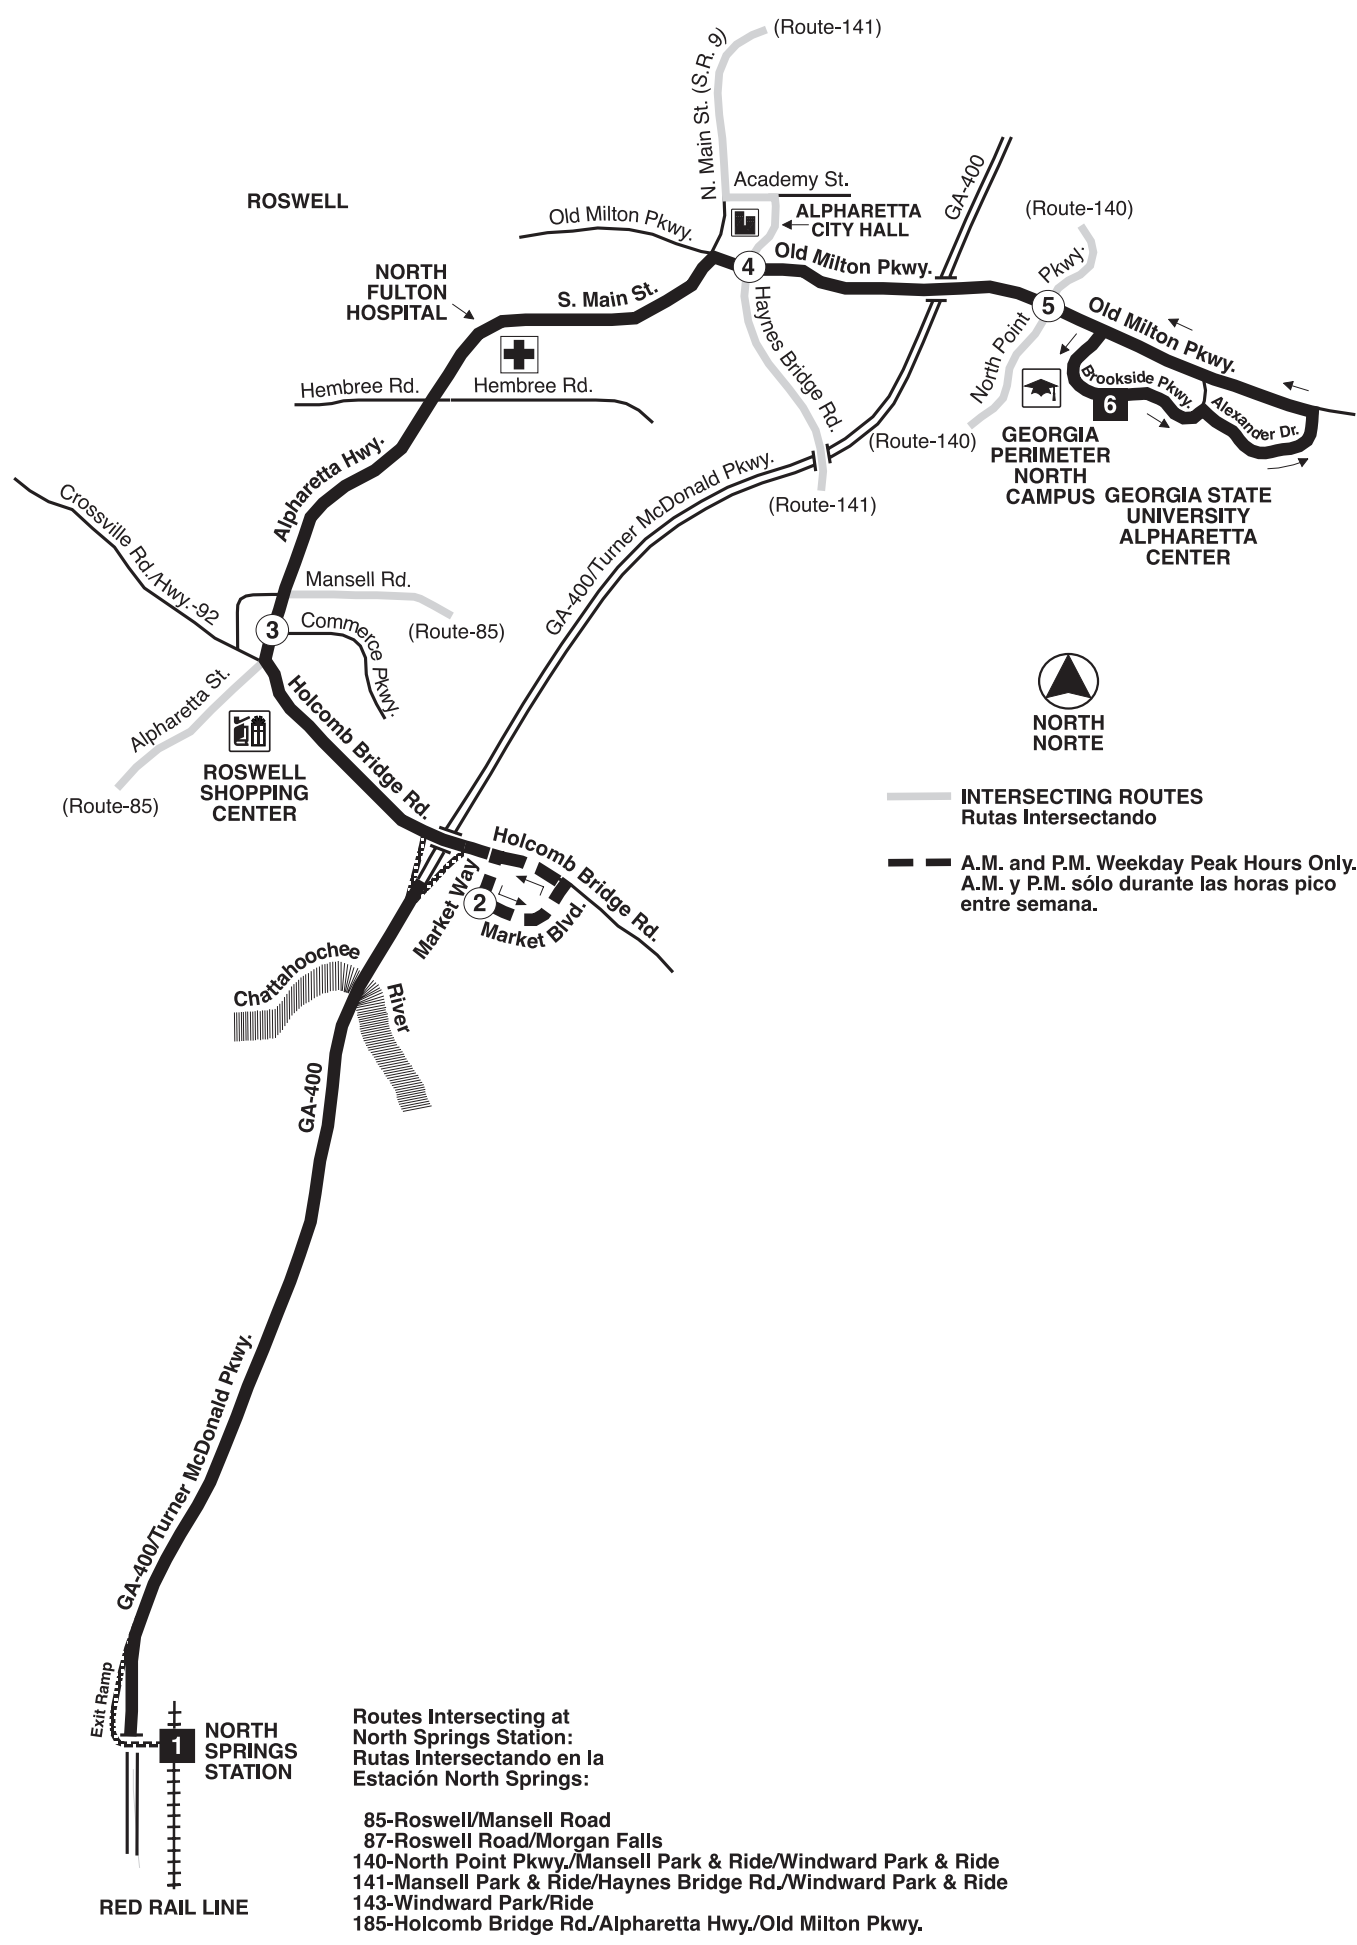 (Route-141)
N. Main St. (S.R. 9)
Academy St.
GA-400
ROSWELL
Old Milton Pkwy.
ALPHARETTA
CITY HALL
(Route-140)
4
Old Milton Pkwy.
Pkwy.
NORTH
FULTON
HOSPITAL
S. Main St.
5
Old Milton Pkwy.
Haynes Bridge Rd.
North Point
Hembree Rd.
Hembree Rd.
Brookside Pkwy.
6
Alexander Dr.
(Route-140)
GEORGIA
PERIMETER
NORTH
CAMPUS
GEORGIA STATE
UNIVERSITY
ALPHARETTA
CENTER
Alpharetta Hwy.
GA-400/Turner McDonald Pkwy.
(Route-141)
Crossville Rd./Hwy.-92
Mansell Rd.
3
Commerce Pkwy.
(Route-85)
Alpharetta St.
Holcomb Bridge Rd.
ROSWELL
SHOPPING
CENTER
(Route-85)
NORTH
NORTE
INTERSECTING ROUTES
Rutas Intersectando
Holcomb Bridge Rd.
A.M. and P.M. Weekday Peak Hours Only.
A.M. y P.M. sólo durante las horas pico
entre semana.
Market Way
2
Market Blvd.
Chattahoochee
River
GA-400
GA-400/Turner McDonald Pkwy.
Exit Ramp
1
NORTH
SPRINGS
STATION
RED RAIL LINE
Routes Intersecting at
North Springs Station:
Rutas Intersectando en la
Estación North Springs:
85-Roswell/Mansell Road
87-Roswell Road/Morgan Falls
140-North Point Pkwy./Mansell Park & Ride/Windward Park & Ride
141-Mansell Park & Ride/Haynes Bridge Rd./Windward Park & Ride
143-Windward Park/Ride
185-Holcomb Bridge Rd./Alpharetta Hwy./Old Milton Pkwy.